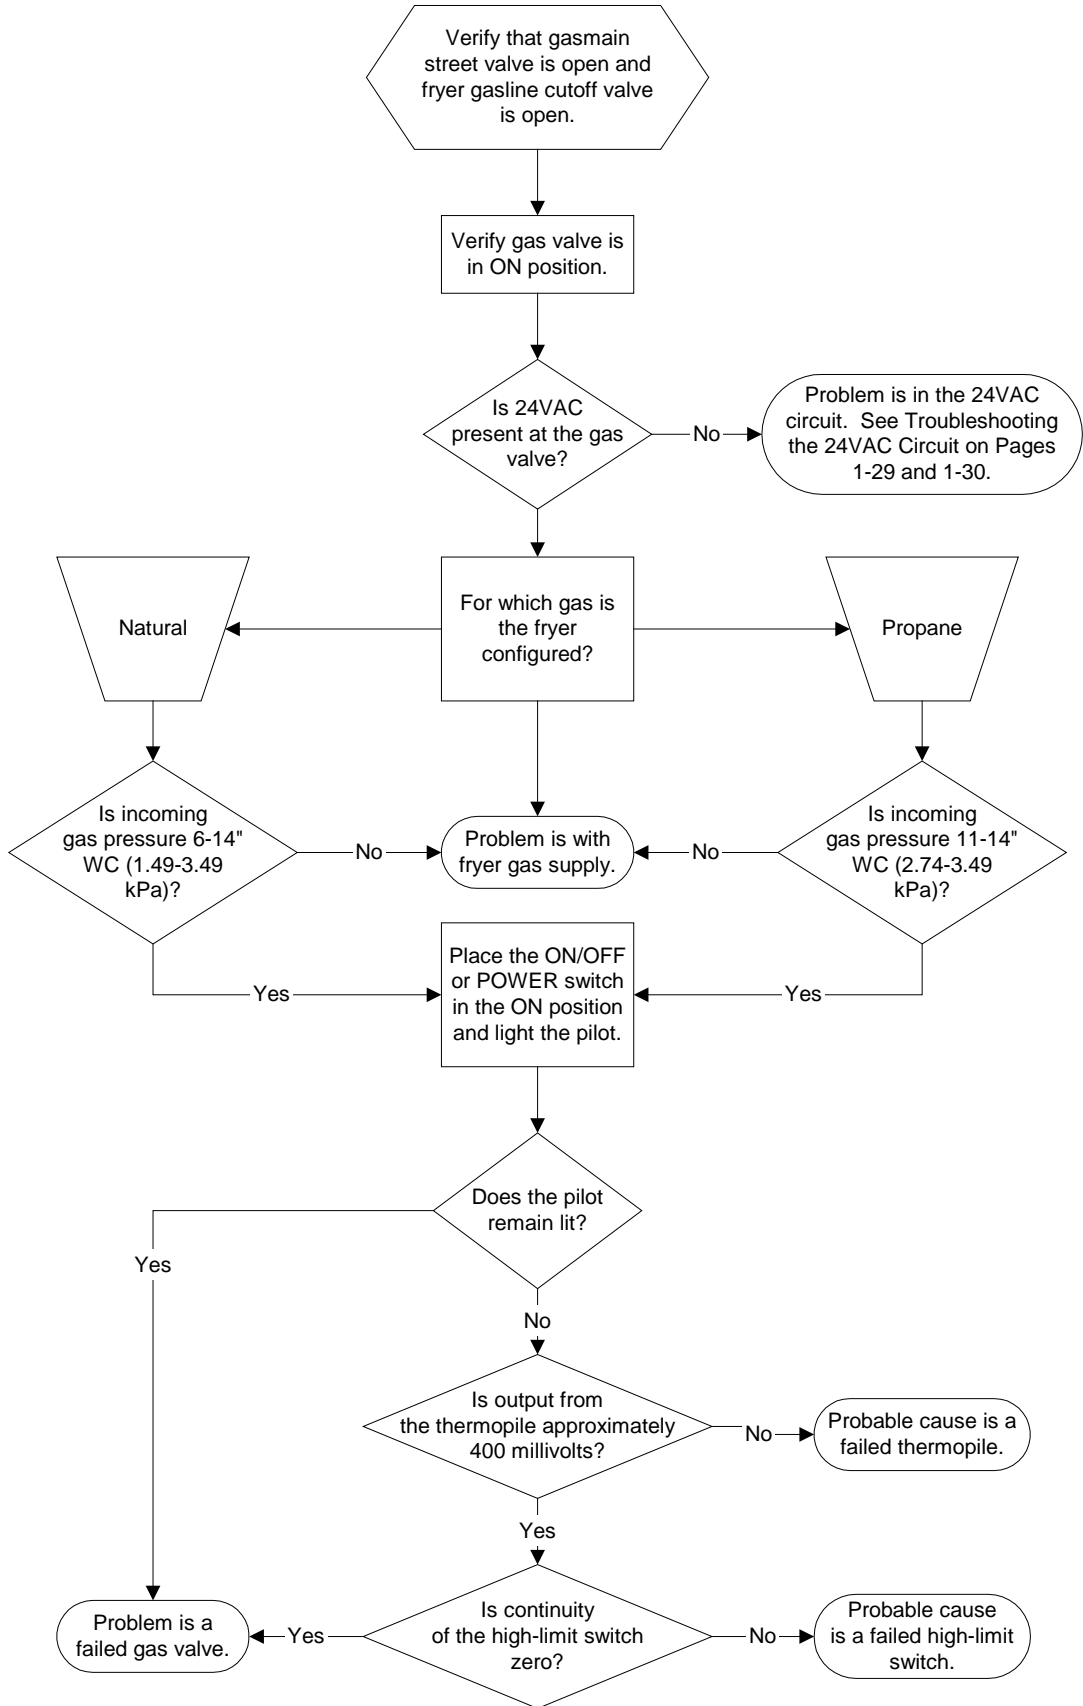 Verify that gasmain
street valve is open and
fryer gasline cutoff valve
is open.
Verify gas valve is
in ON position.
Is 24VAC
present at the gas
valve?
No
Problem is in the 24VAC
circuit.  See Troubleshooting
the 24VAC Circuit on Pages
1-29 and 1-30.
Natural
For which gas is
the fryer
configured?
Propane
Is incoming
gas pressure 6-14"
WC (1.49-3.49
kPa)?
No
Problem is with
fryer gas supply.
No
Is incoming
gas pressure 11-14"
WC (2.74-3.49
kPa)?
Yes
Place the ON/OFF
or POWER switch
in the ON position
and light the pilot.
Yes
Does the pilot
remain lit?
Yes
No
Is output from
the thermopile approximately
400 millivolts?
No
Probable cause is a
failed thermopile.
Yes
Problem is a
failed gas valve.
Yes
Is continuity
of the high-limit switch
zero?
No
Probable cause
is a failed high-limit
switch.